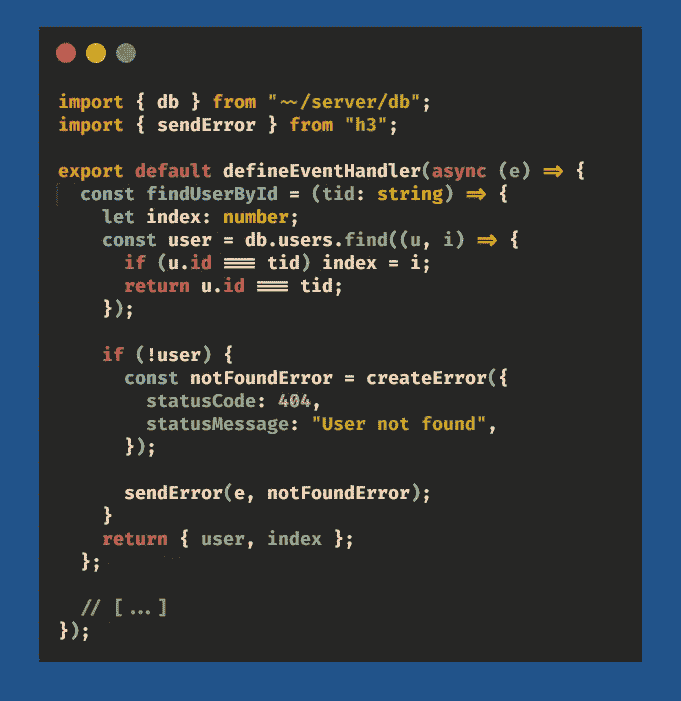 import { db } from "~~/server/db";
import { sendError } from "h3";
export default defineEventHandler(async (e) => {
const findUserById = (tid: string) => {
let index: number;
const user = db.users.find((u, i) => {
if (u.id === tid) index = i;
return u.id === tid;
});
if (!user) {
const notFoundError = createError({
statusCode: 404,
statusMessage: "User not found",
});
sendError(e, notFoundError);
}
return { user, index };
};
// [...]
});